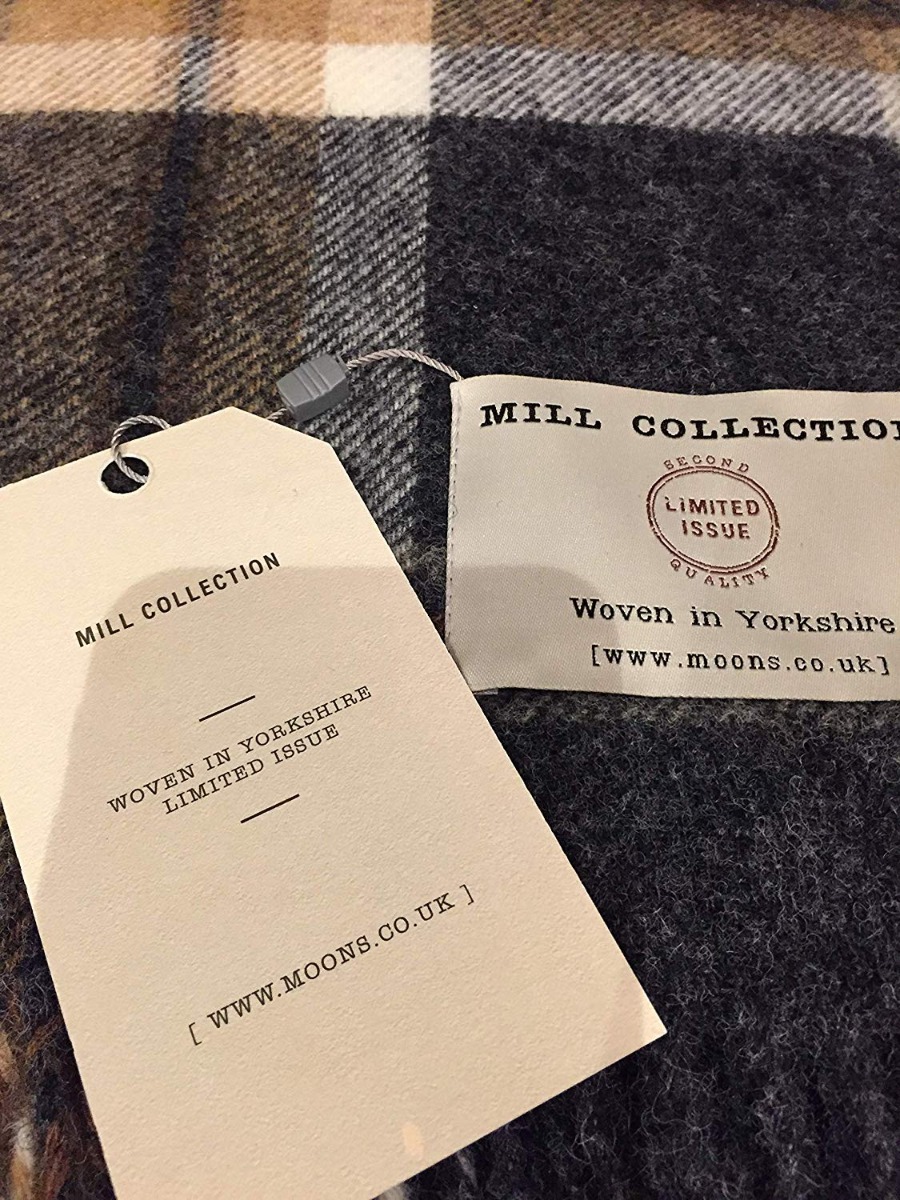 MILL COLLECTION
WOVEN IN YORKSHIRE
LIMITED ISSUE
[ WWW.MOONS.CO.UK ]
MILL COLLECTION
SECOND
LIMITED
ISSUE
QUALITY
Woven in Yorkshire
[www.moons.co.uk]